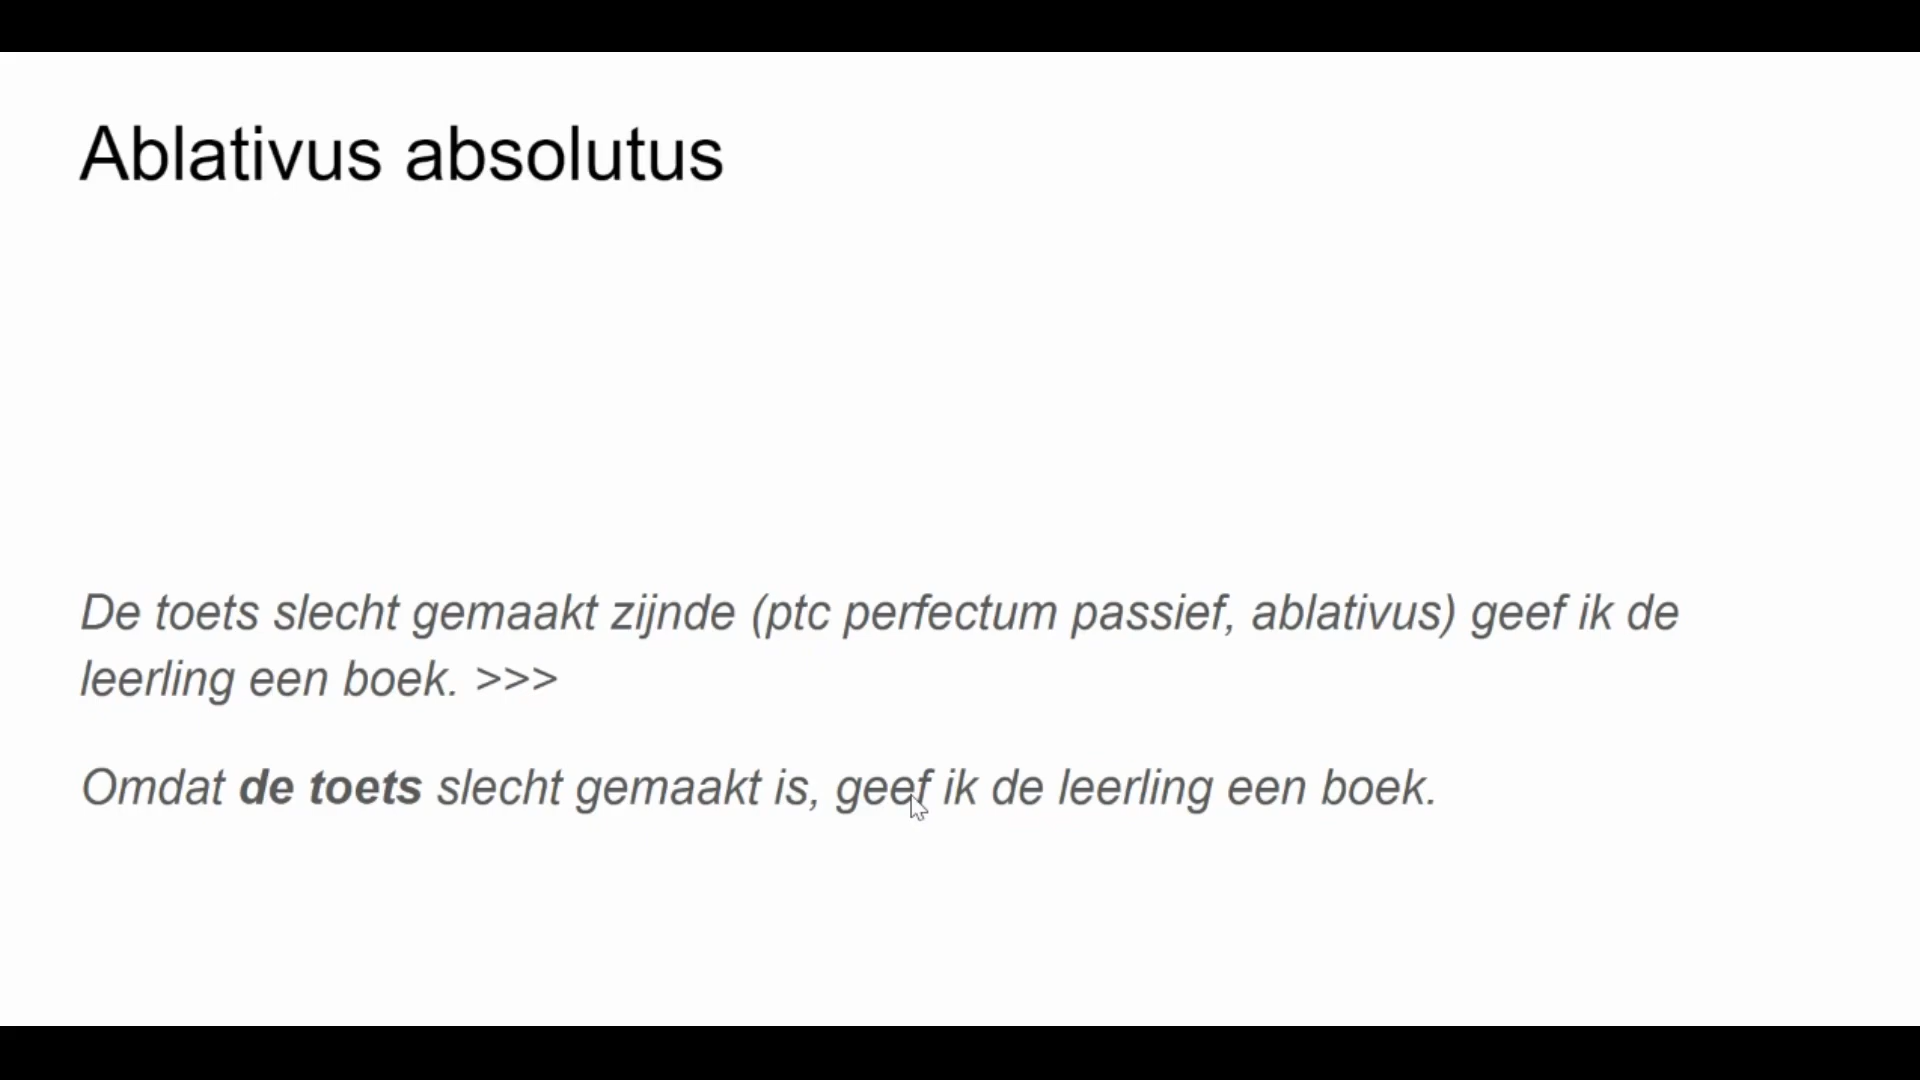 Ablativus absolutus
De toets slecht gemaakt zijnde (ptc perfectum passief, ablativus) geef ik de
leerling een boek. >>>
Omdat de toets slecht gemaakt is, geef ik de leerling een boek.